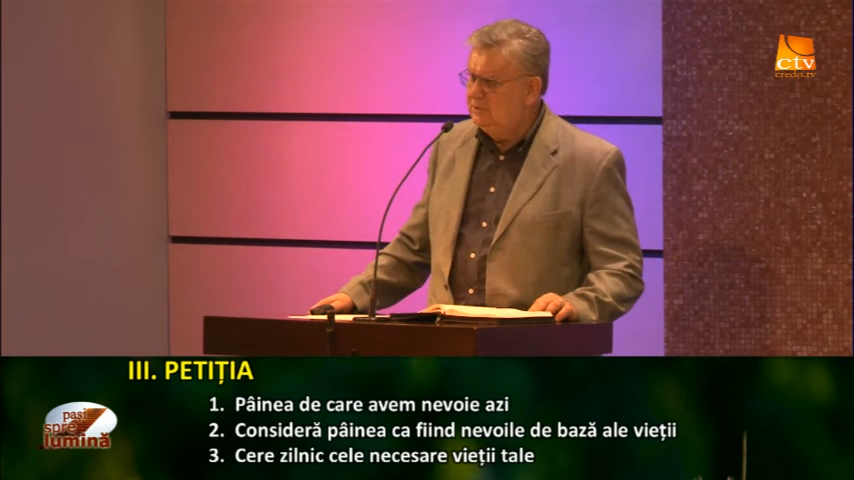 ctv
credo.tv
III. PETIȚIA
1. Pâinea de care avem nevoie azi
2. Consideră pâinea ca fiind nevoile de bază ale vieții
3. Cere zilnic cele necesare vieții tale
pași
spre
lumină